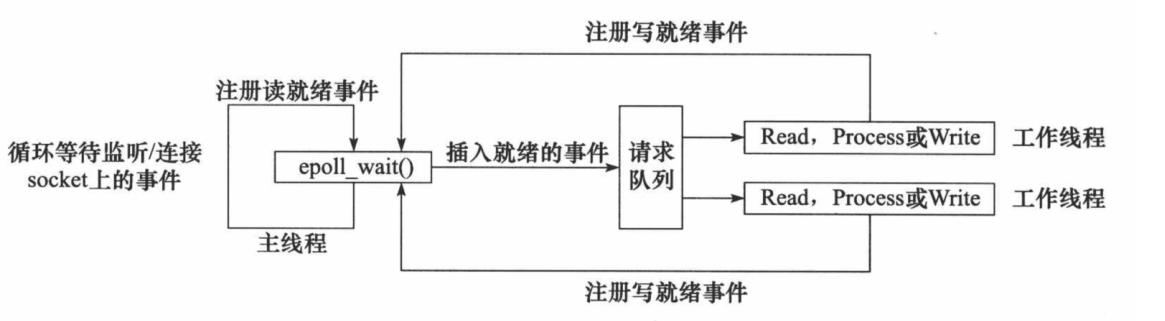 注册写就绪事件
注册读就绪事件
循环等待监听/连接
socket上的事件
epoll_wait()
主线程
插入就绪的事件
请求
队列
Read，Process或Write
工作线程
Read，Process或Write
工作线程
注册写就绪事件